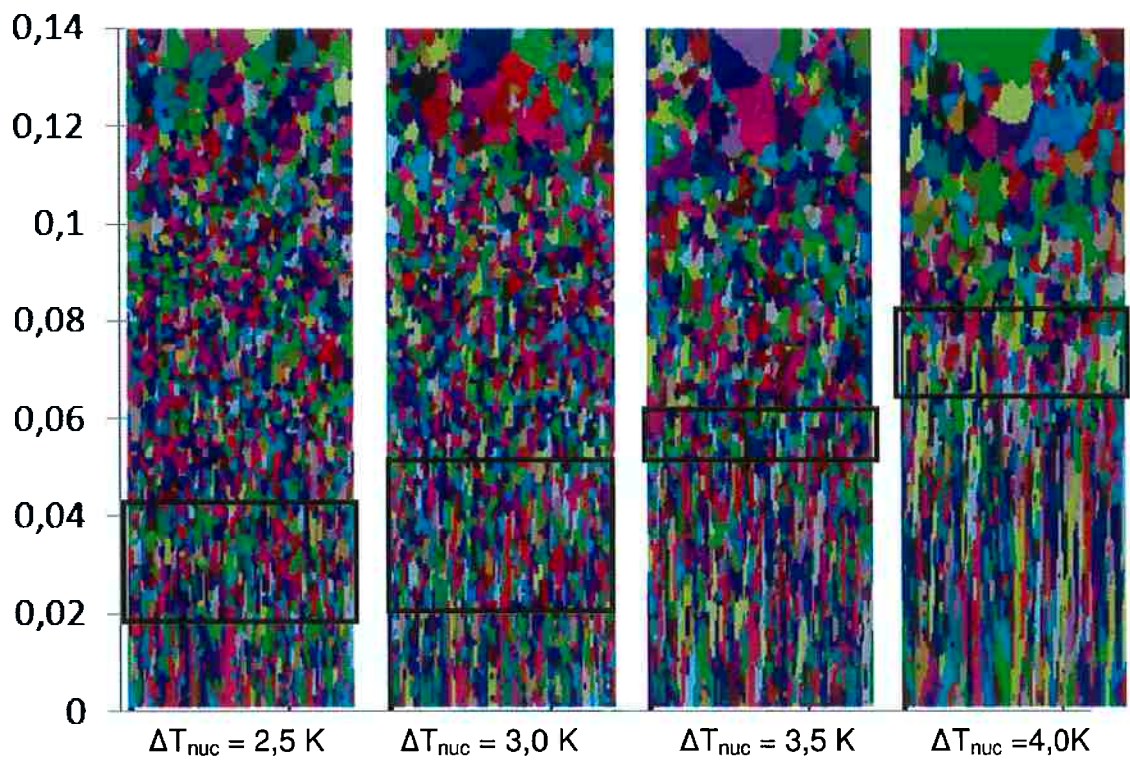 0,14
0,12
0,1
0,08
0,06
0,04
0,02
0
ΔTnuc = 2,5 K
ΔTnuc = 3,0 K
ΔTnuc = 3,5 K
ΔTnuc =4,0K